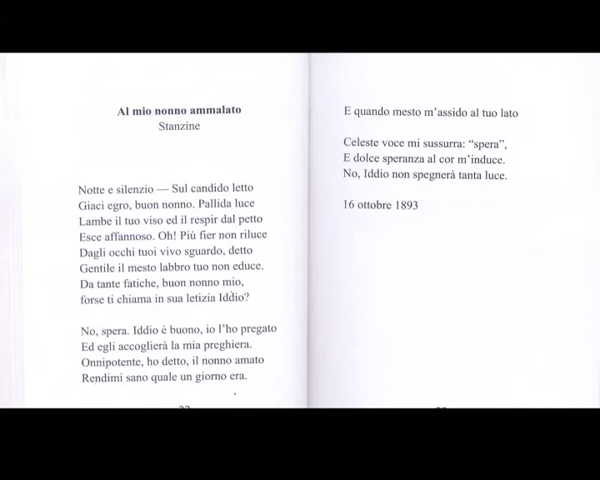 Al mio nonno ammalato
Stanzine
Notte e silenzio — Sul candido letto
Giaci egro, buon nonno. Pallida luce
Lambe il tuo viso ed il respir dal petto
Esce affannoso. Oh! Più fier non riluce
Dagli occhi tuoi vivo sguardo, detto
Gentile il mesto labbro tuo non educe.
Da tante fatiche, buon nonno mio,
forse ti chiama in sua letizia Iddio?
No, spera. Iddio è buono, io l’ho pregato
Ed egli accoglierà la mia preghiera.
Onnipotente, ho detto, il nonno amato
Rendimi sano quale un giorno era.
E quando mesto m’assido al tuo lato
Celeste voce mi sussurra: “spera”,
E dolce speranza al cor m’induce.
No, Iddio non spegnerà tanta luce.
16 ottobre 1893